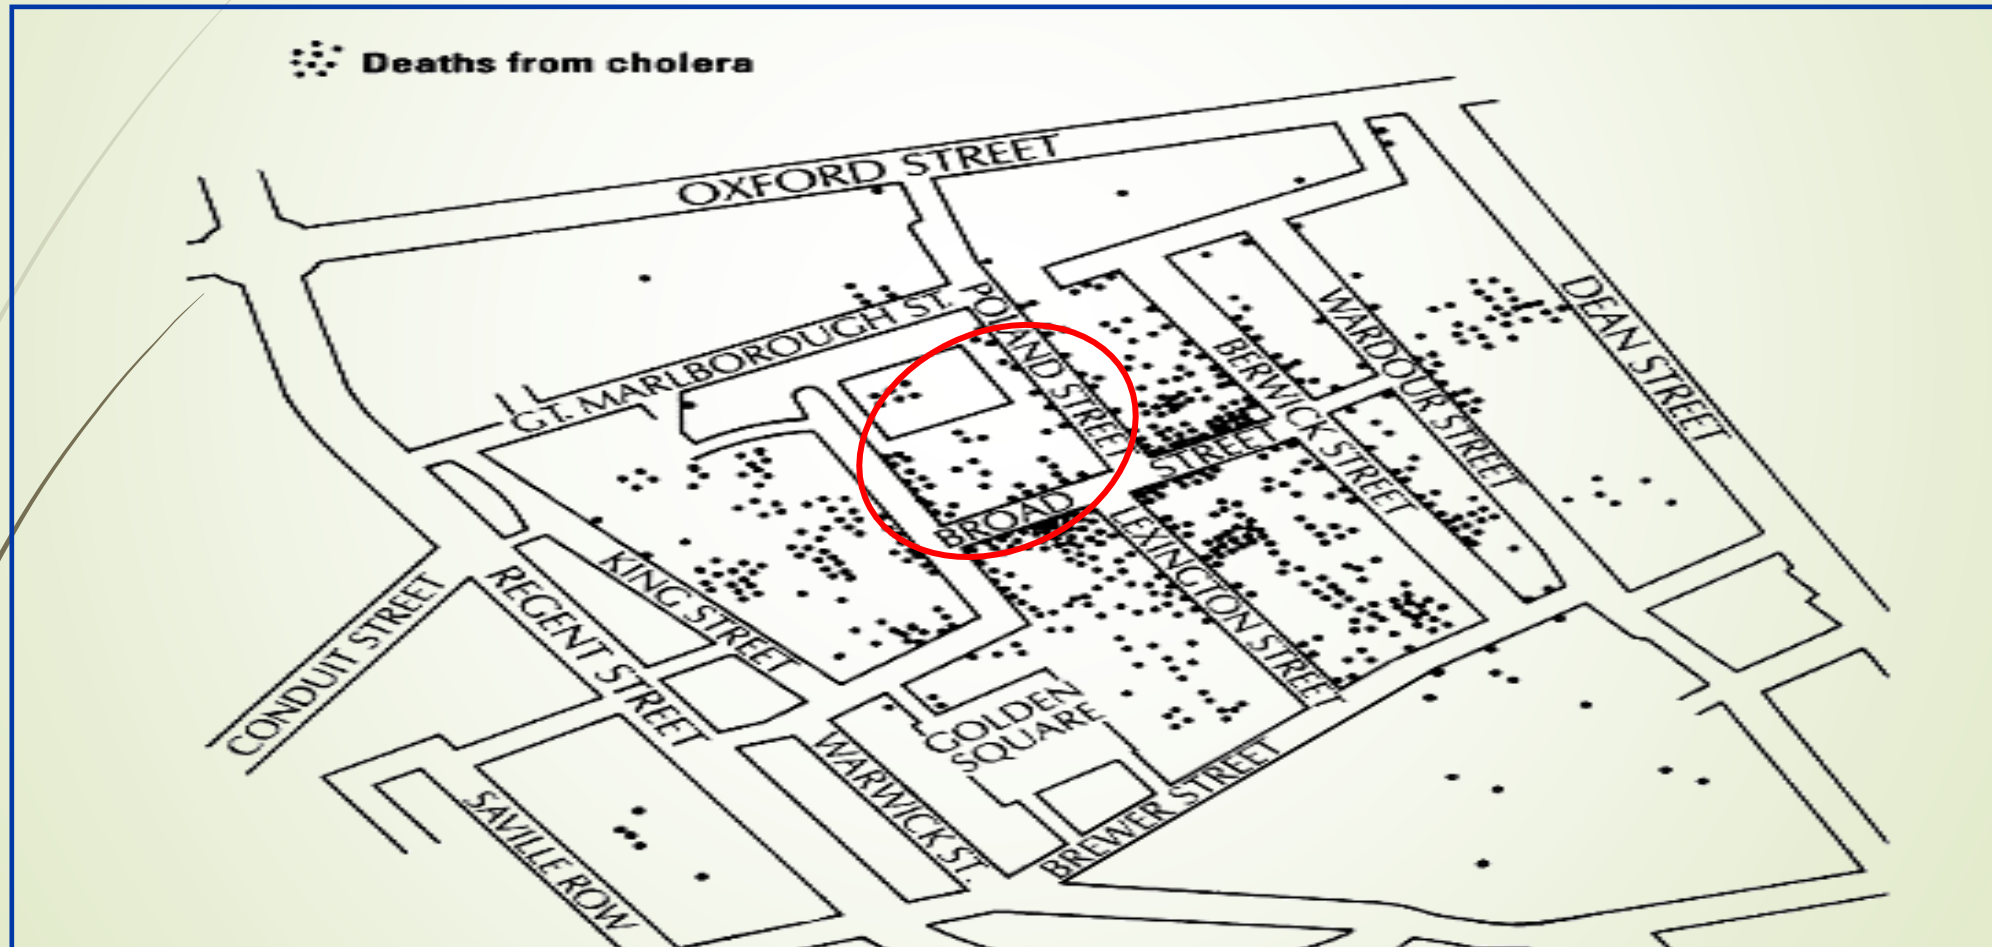 Deaths from cholera
OXFORD STREET
GT. MARLBOROUGH ST.
POLAND STREET
BERWICK STREET
WARDOUR STREET
DEAN STREET
BROAD STREET
LEXINGTON STREET
KING STREET
REGENT STREET
CONDUIT STREET
GOLDEN
SQUARE
WARWICK ST.
BREWER STREET
SAVILLE ROW